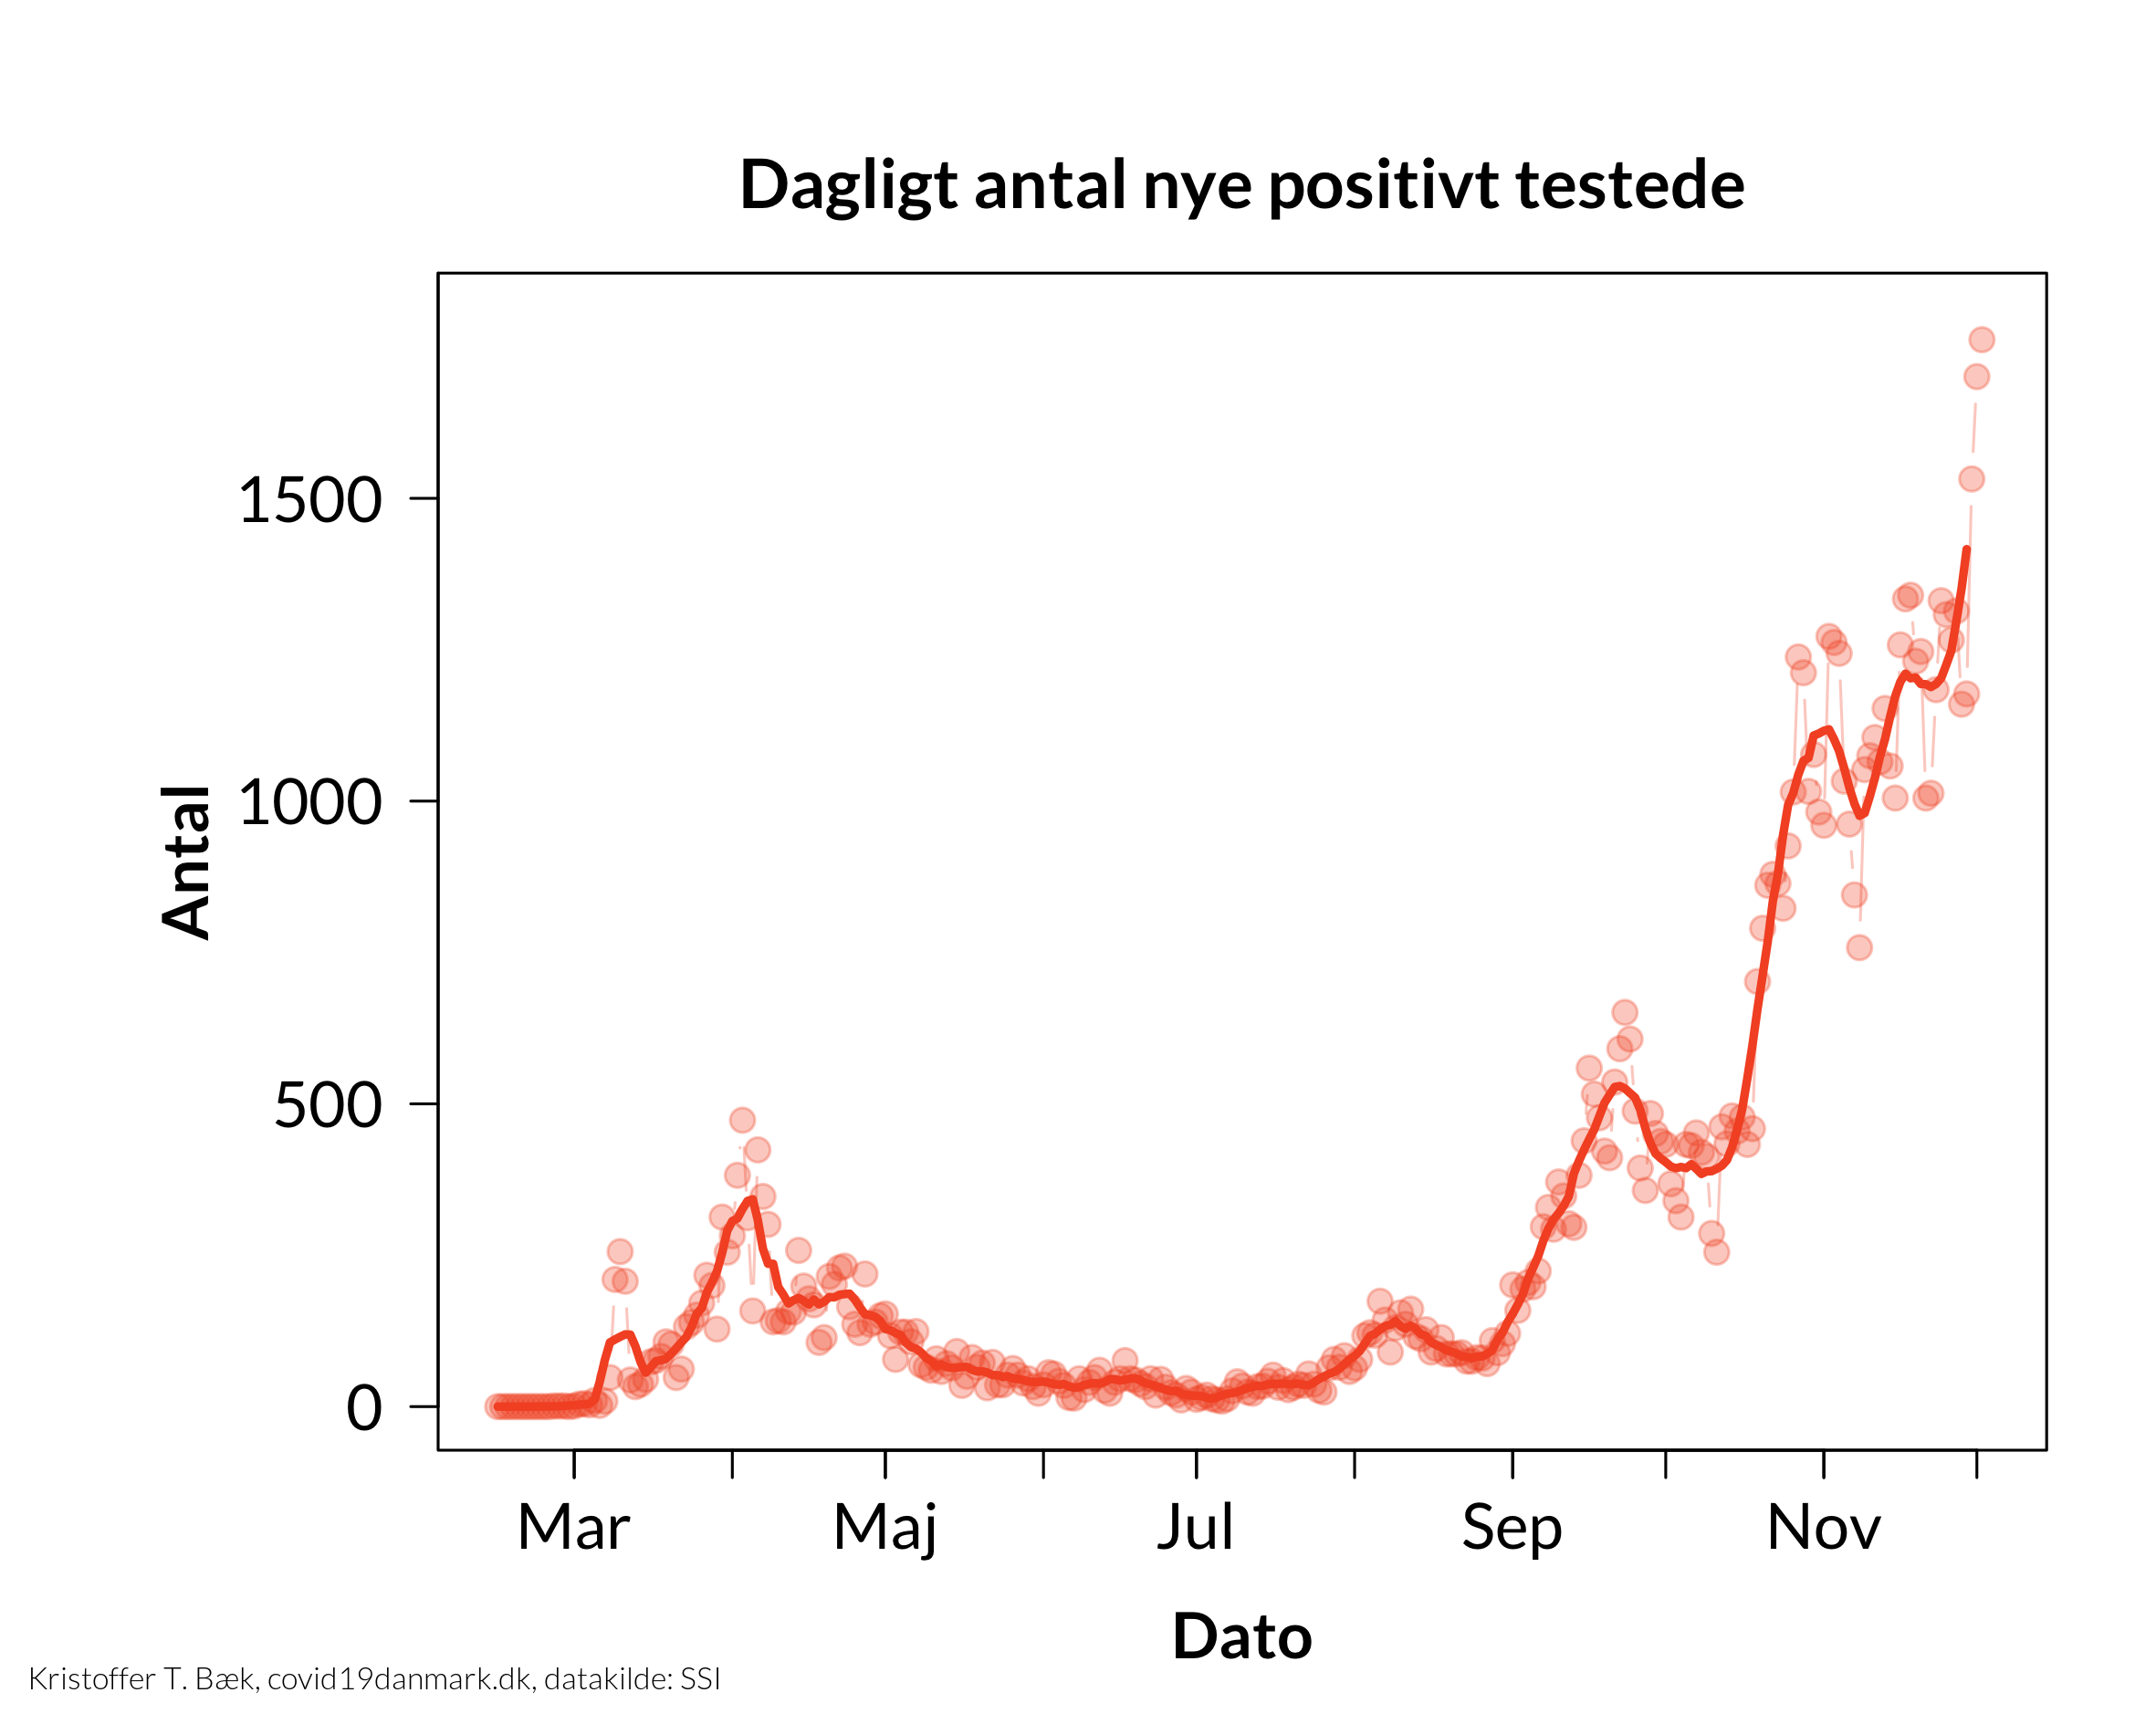 Dagligt antal nye positivt testede
Antal
1500
1000
500
0
Mar Maj Jul Sep Nov
Dato
Kristoffer T. Bæk, covid19danmark.dk, datakilde: SSI